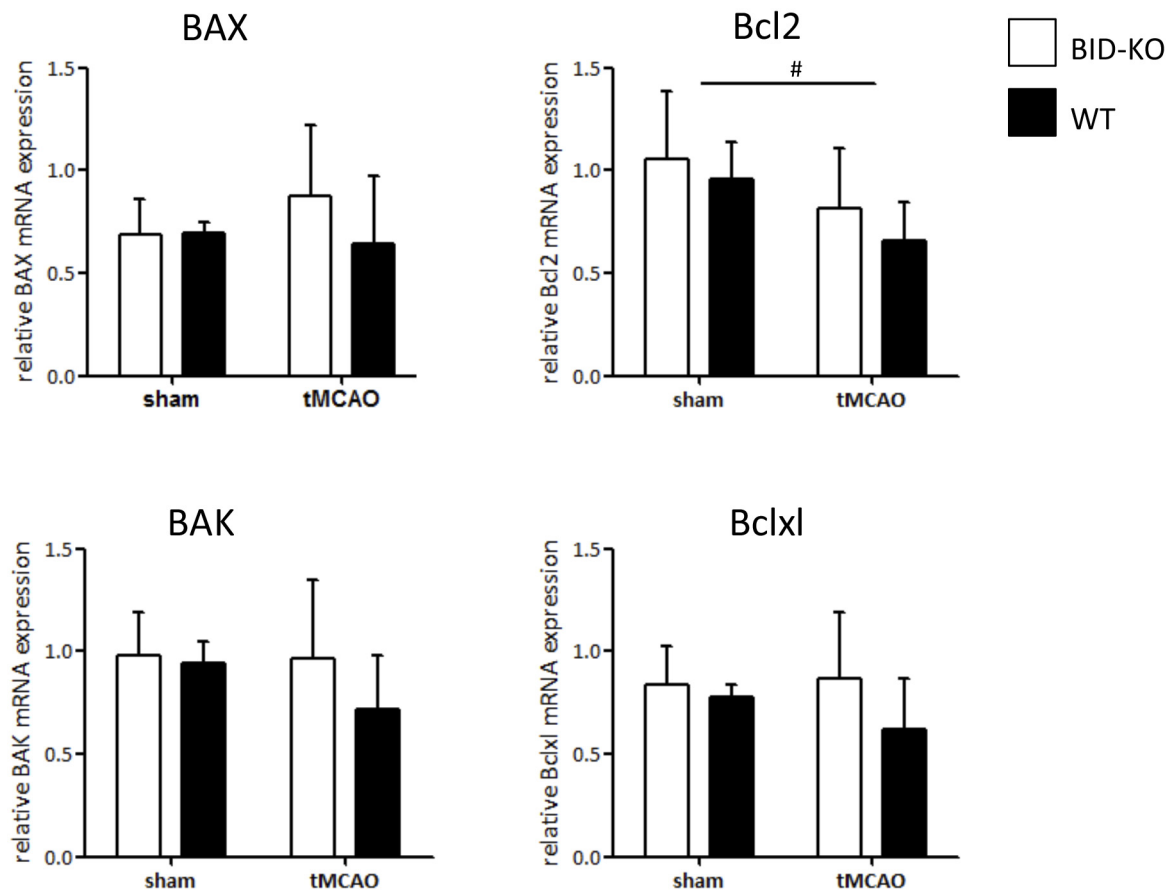 BAX
relative BAX mRNA expression
1.5
1.0
0.5
0.0
sham tMCAO
Bcl2
relative Bcl2 mRNA expression
1.5
1.0
0.5
0.0
#
sham tMCAO
BID-KO
WT
BAK
relative BAK mRNA expression
1.5
1.0
0.5
0.0
sham tMCAO
Bclxl
relative Bclxl mRNA expression
1.5
1.0
0.5
0.0
sham tMCAO